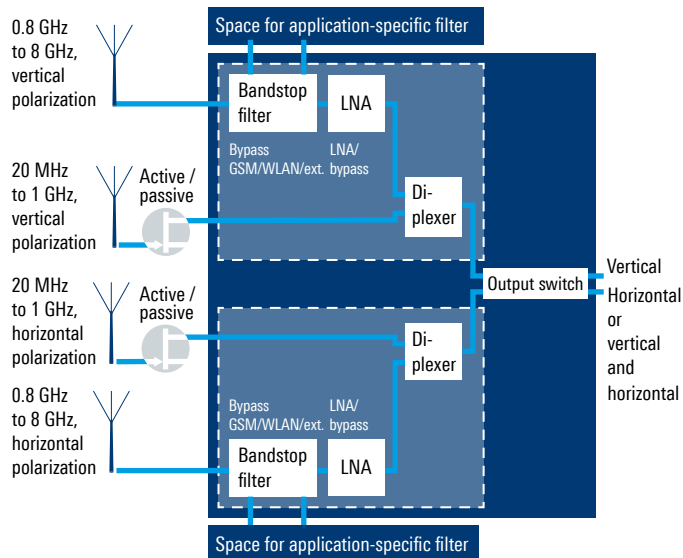 Space for application-specific filter
0.8 GHz
to 8 GHz,
vertical
polarization
Bandstop
filter
LNA
Bypass
GSM/WLAN/ext.
LNA/
bypass
20 MHz
to 1 GHz,
vertical
polarization
Active /
passive
Di-
plexer
Output switch
Vertical
Horizontal
or
vertical
and
horizontal
20 MHz
to 1 GHz,
horizontal
polarization
Active /
passive
Di-
plexer
0.8 GHz
to 8 GHz,
horizontal
polarization
Bypass
GSM/WLAN/ext.
LNA/
bypass
Bandstop
filter
LNA
Space for application-specific filter